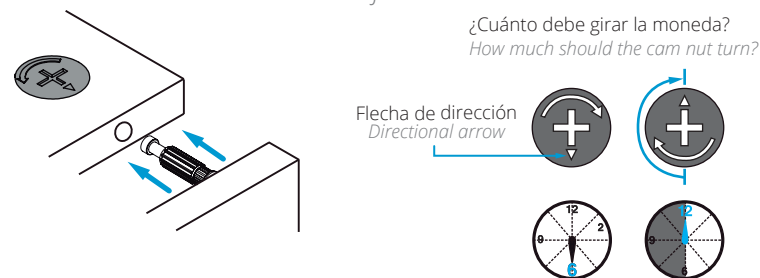 ¿Cuánto debe girar la moneda?
How much should the cam nut turn?
Flecha de dirección
Directional arrow
12
2
9
6
12
9
6